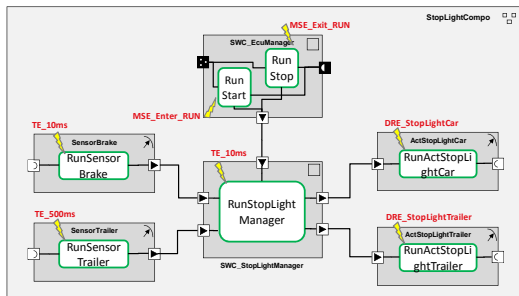 MSE_Exit_RUN
StopLightCompo
SWC_EcuManager
Run
Stop
Run
Start
MSE_Enter_RUN
TE_10ms
SensorBrake
RunSensor
Brake
TE_10ms
DRE_StopLightCar
ActStopLightCar
RunActStopLi
ghtCar
RunStopLight
Manager
SWC_StopLightManager
TE_500ms
SensorTrailer
RunSensor
Trailer
DRE_StopLightTrailer
ActStopLightTrailer
RunActStopLi
ghtTrailer